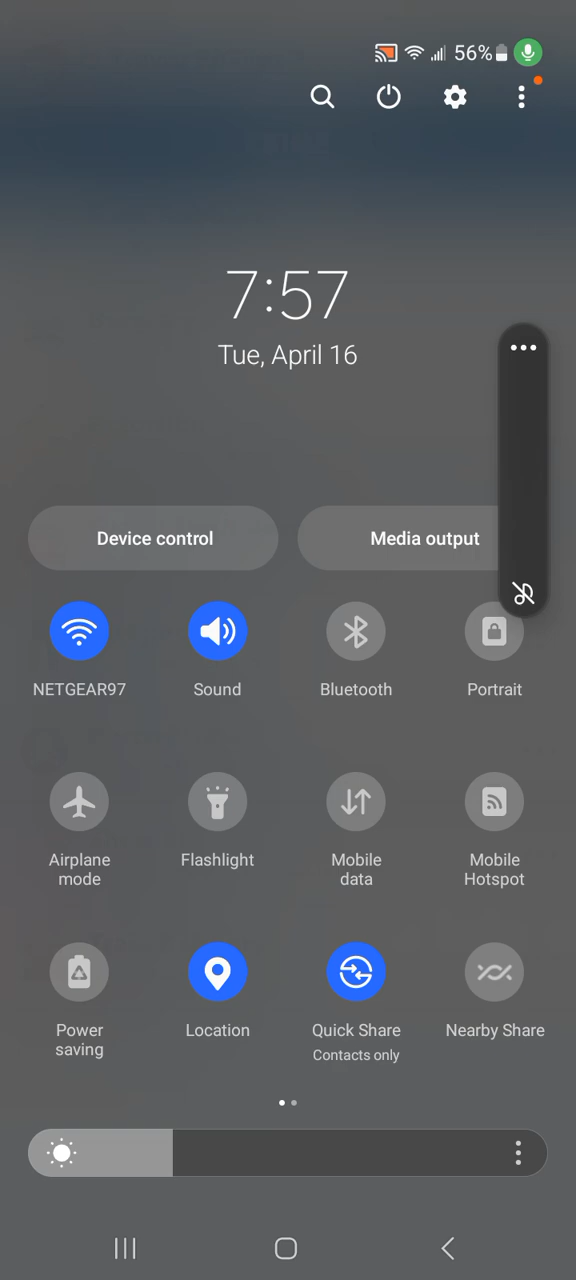 56%
7:57
Tue, April 16
Device control
Media output
NETGEAR97
Sound
Bluetooth
Portrait
Airplane
mode
Flashlight
Mobile
data
Mobile
Hotspot
Power
saving
Location
Quick Share
Contacts only
Nearby Share